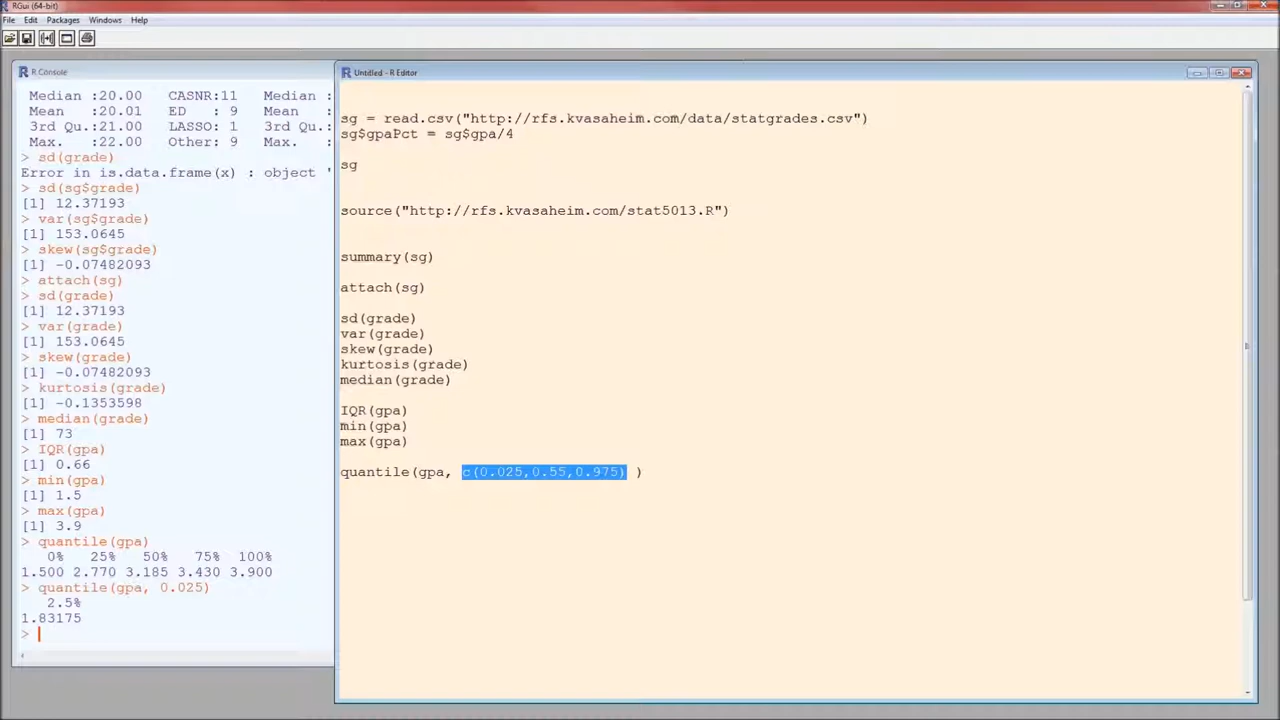 RGui (64-bit)
File Edit Packages Windows Help
R Console
Median :20.00 CASNR:11 Median :
Mean :20.01 ED : 9 Mean :
3rd Qu.:21.00 LASSO: 1 3rd Qu.:
Max. :22.00 Other: 9 Max. :
> sd(grade)
Error in is.data.frame(x) : object '
> sd(sg$grade)
[1] 12.37193
> var(sg$grade)
[1] 153.0645
> skew(sg$grade)
[1] -0.07482093
> attach(sg)
> sd(grade)
[1] 12.37193
> var(grade)
[1] 153.0645
> skew(grade)
[1] -0.07482093
> kurtosis(grade)
[1] -0.1353598
> median(grade)
[1] 73
> IQR(gpa)
[1] 0.66
> min(gpa)
[1] 1.5
> max(gpa)
[1] 3.9
> quantile(gpa)
0% 25% 50% 75% 100%
1.500 2.770 3.185 3.430 3.900
> quantile(gpa, 0.025)
2.5%
1.83175
>
Untitled - R Editor
sg = read.csv("http://rfs.kvasaheim.com/data/statgrades.csv")
sg$gpaPct = sg$gpa/4
sg
source("http://rfs.kvasaheim.com/stat5013.R")
summary(sg)
attach(sg)
sd(grade)
var(grade)
skew(grade)
kurtosis(grade)
median(grade)
IQR(gpa)
min(gpa)
max(gpa)
quantile(gpa, c(0.025,0.55,0.975) )